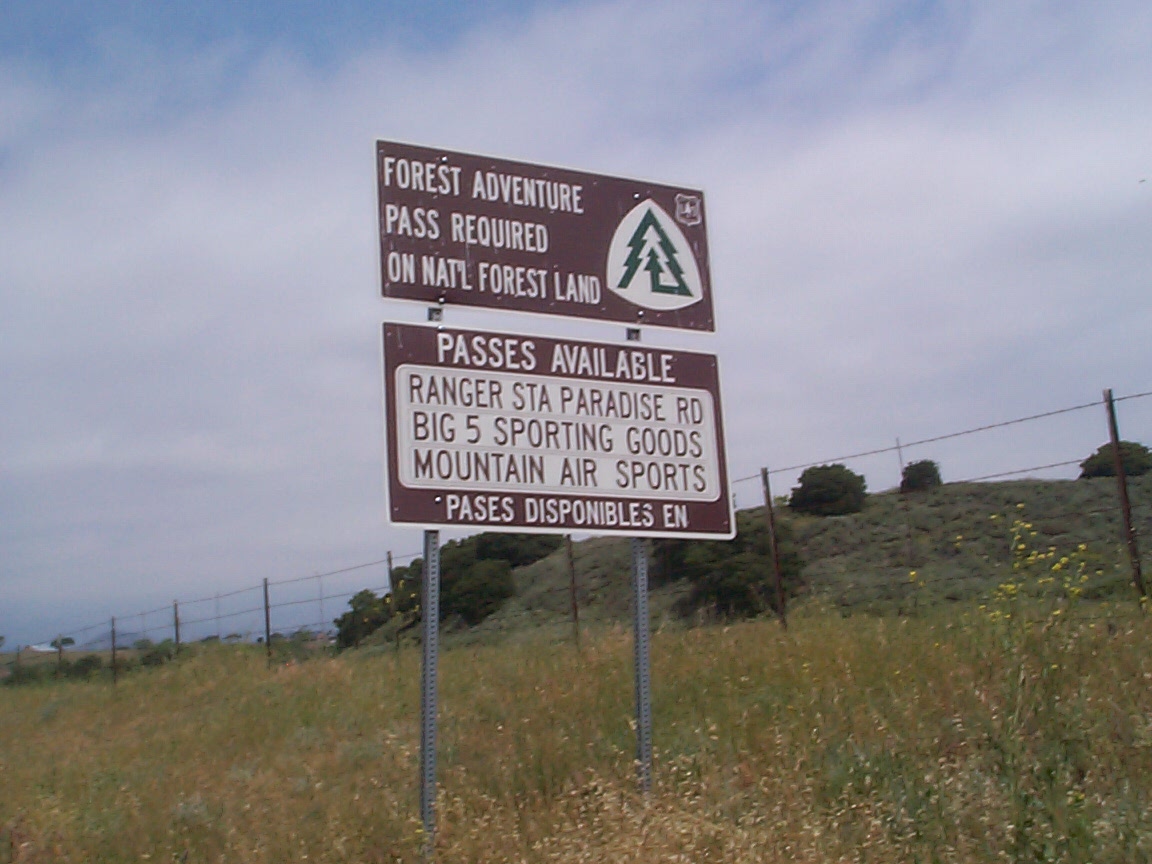 FOREST ADVENTURE
PASS REQUIRED
ON NAT'L FOREST LAND
PASSES AVAILABLE
RANGER STA PARADISE RD
BIG 5 SPORTING GOODS
MOUNTAIN AIR SPORTS
PASES DISPONIBLES EN